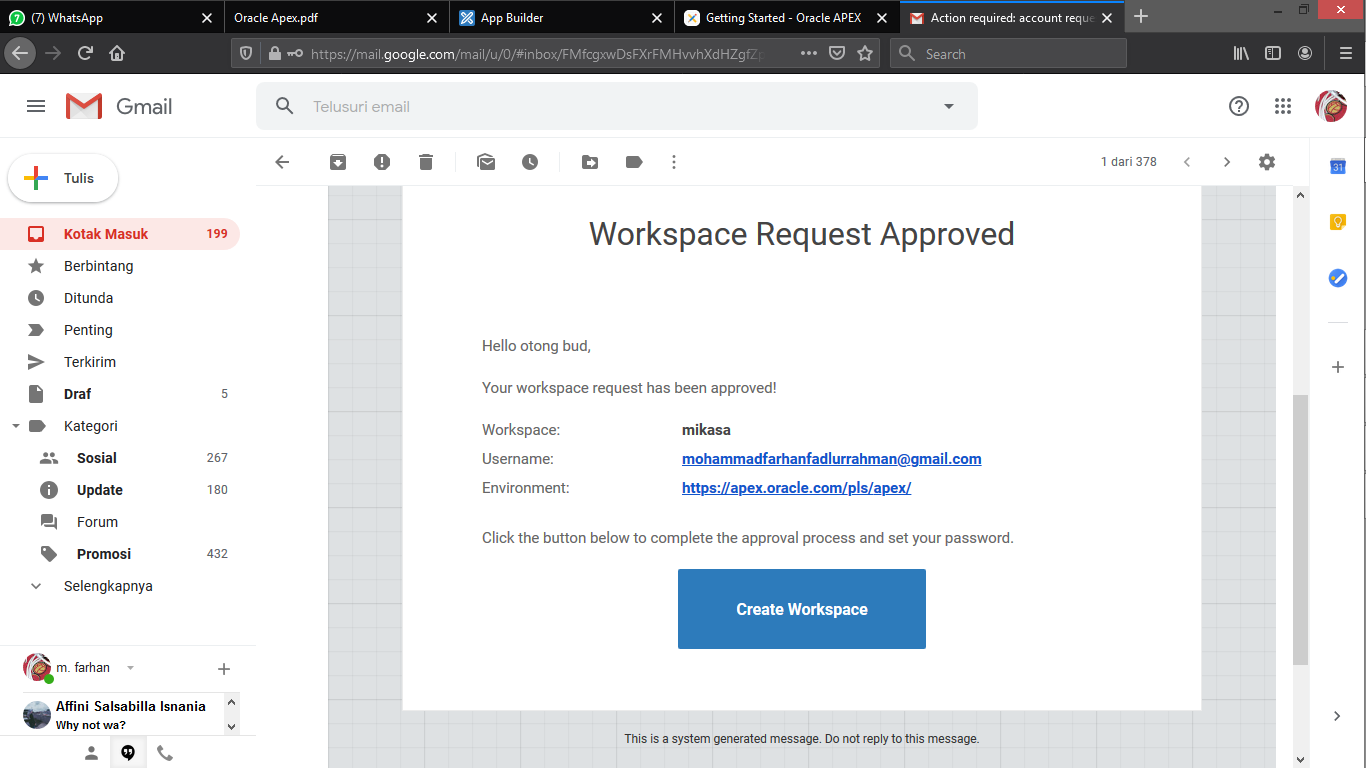 (7) WhatsApp
Oracle Apex.pdf
App Builder
Getting Started - Oracle APEX
Action required: account reque
https://mail.google.com/mail/u/0/#inbox/FMfcgxwDsFXrFMHvvhXdHZgfZp
Search
Gmail
Telusuri email
Tulis
1 dari 378
31
Kotak Masuk 199
Berbintang
Ditunda
Penting
Terkirim
Draf 5
Kategori
Sosial 267
Update 180
Forum
Promosi 432
Selengkapnya
m. farhan
Affini Salsabilla Isnania
Why not wa?
Workspace Request Approved
Hello otong bud,
Your workspace request has been approved!
Workspace: mikasa
Username: mohammadfarhanfadlurrahman@gmail.com
Environment: https://apex.oracle.com/pls/apex/
Click the button below to complete the approval process and set your password.
Create Workspace
This is a system generated message. Do not reply to this message.